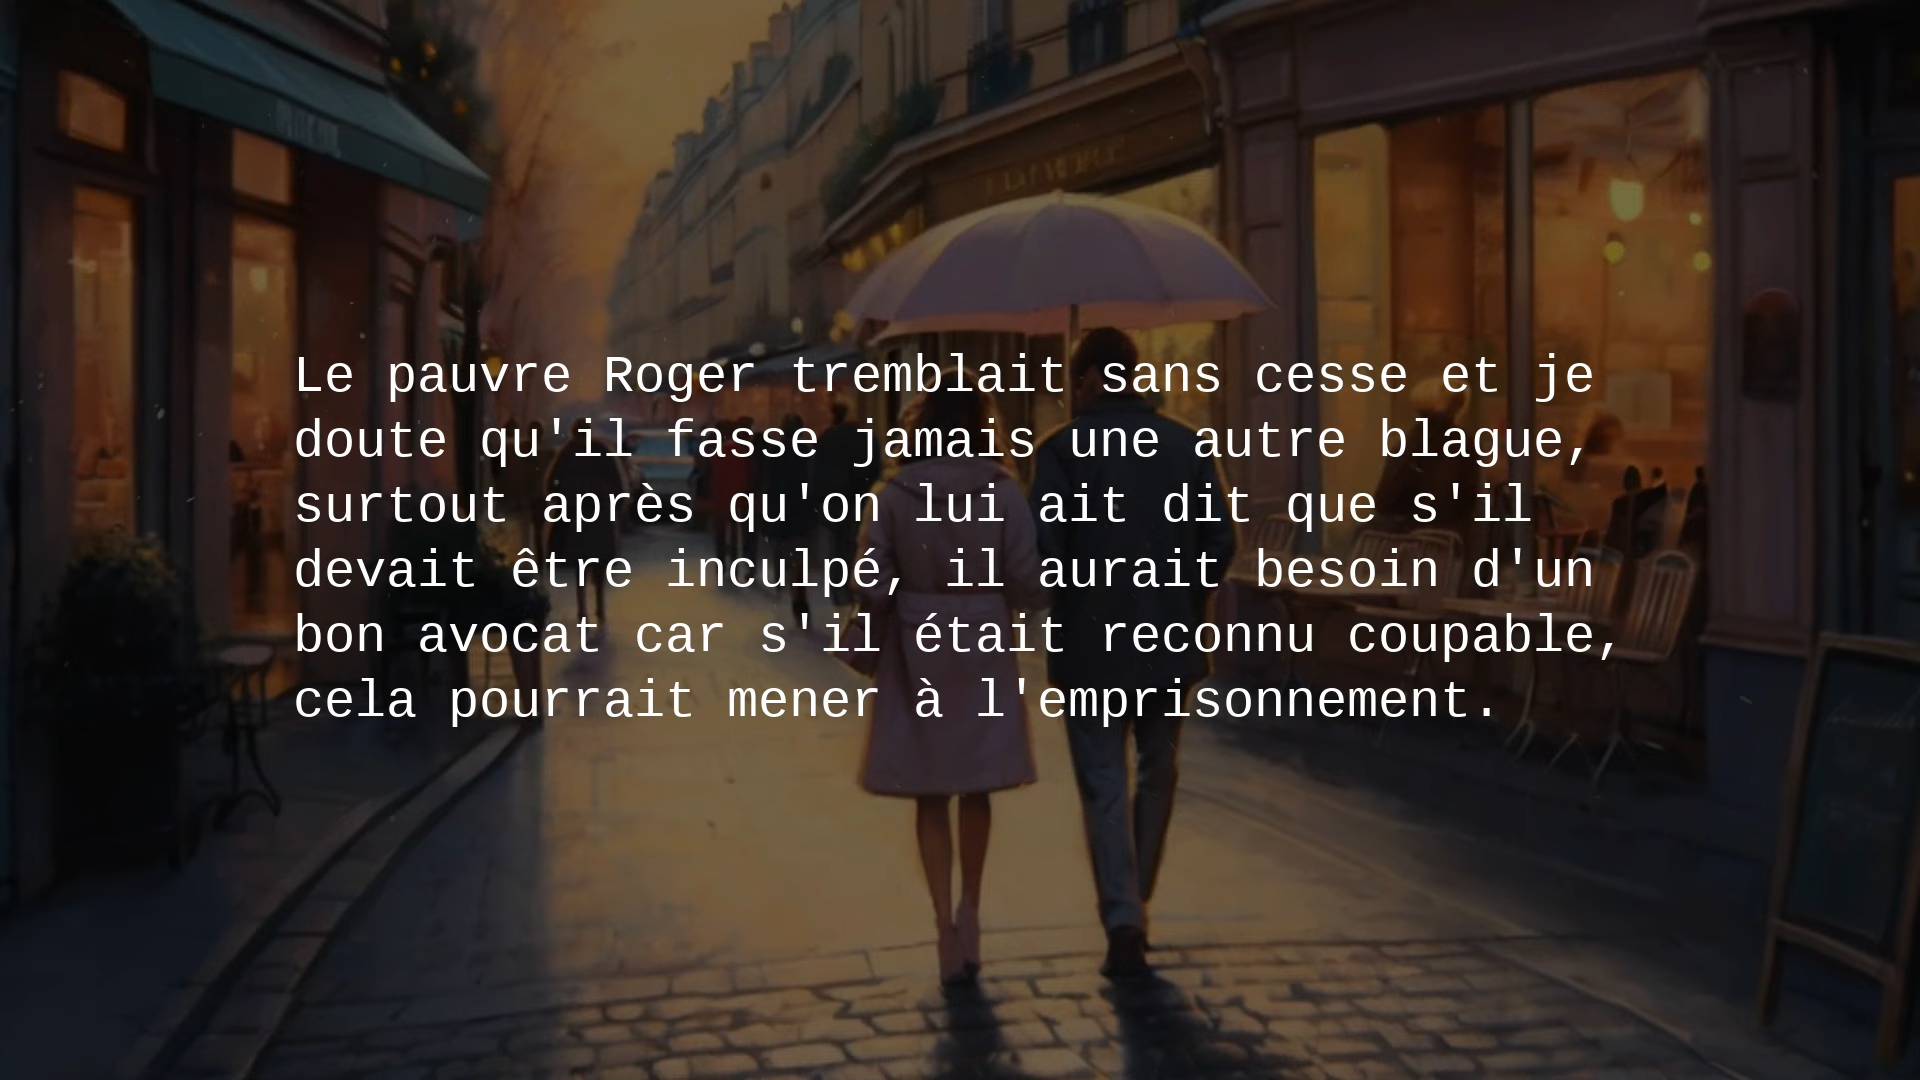 Le pauvre Roger tremblait sans cesse et je
doute qu'il fasse jamais une autre blague,
surtout après qu'on lui ait dit que s'il
devait être inculpé, il aurait besoin d'un
bon avocat car s'il était reconnu coupable,
cela pourrait mener à l'emprisonnement.